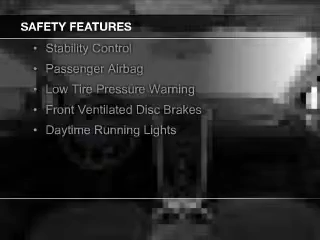 SAFETY FEATURES
• Stability Control
• Passenger Airbag
• Low Tire Pressure Warning
• Front Ventilated Disc Brakes
• Daytime Running Lights